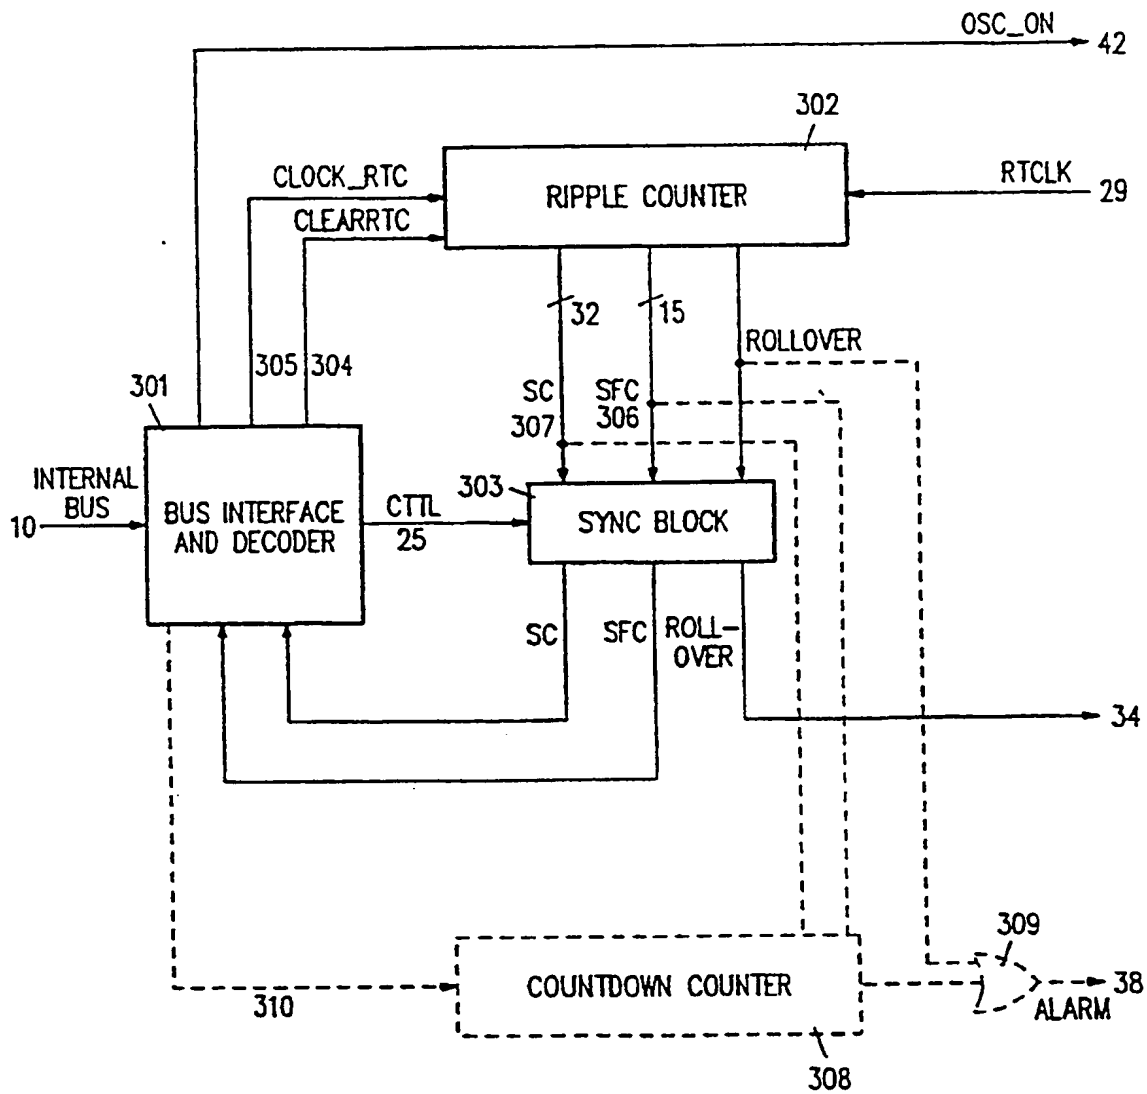 OSC_ON
42
302
CLOCK_RTC
RIPPLE COUNTER
RTCLK
29
CLEARRTC
32
15
ROLLOVER
305
304
301
SC
307
SFC
306
INTERNAL
BUS
10
BUS INTERFACE
AND DECODER
CTTL
25
303
SYNC BLOCK
SC
SFC
ROLL-
OVER
34
309
COUNTDOWN COUNTER
310
38
ALARM
308